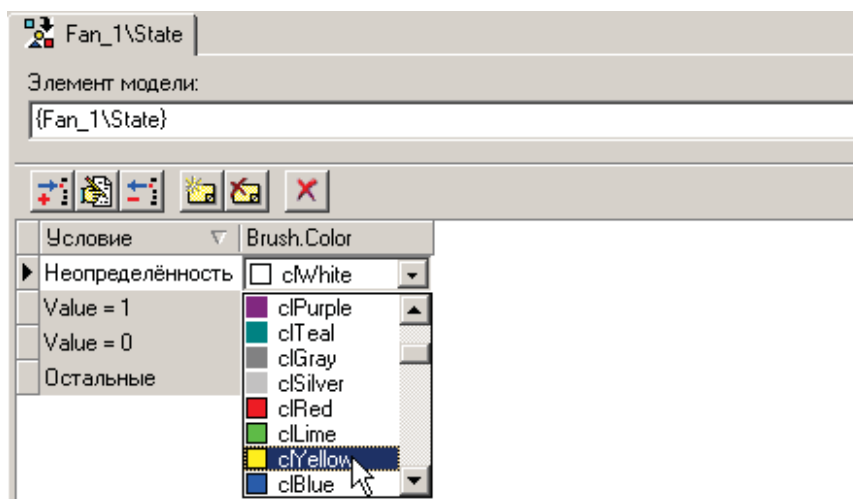 Fan_1\State
Элемент модели:
{Fan_1\State}
Условие Brush.Color
Неопределённость clWhite
Value = 1
Value = 0
Остальные
clPurple
clTeal
clGray
clSilver
clRed
clLime
clYellow
clBlue